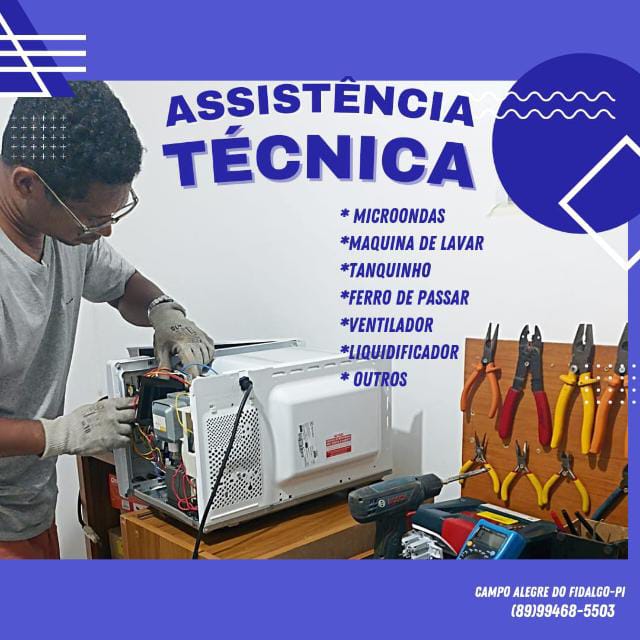 ASSISTÊNCIA
TÉCNICA
* MICROONDAS
*MAQUINA DE LAVAR
*TANQUINHO
*FERRO DE PASSAR
*VENTILADOR
*LIQUIDIFICADOR
* OUTROS
CAMPO ALEGRE DO FIDALGO-PI
(89)99468-5503